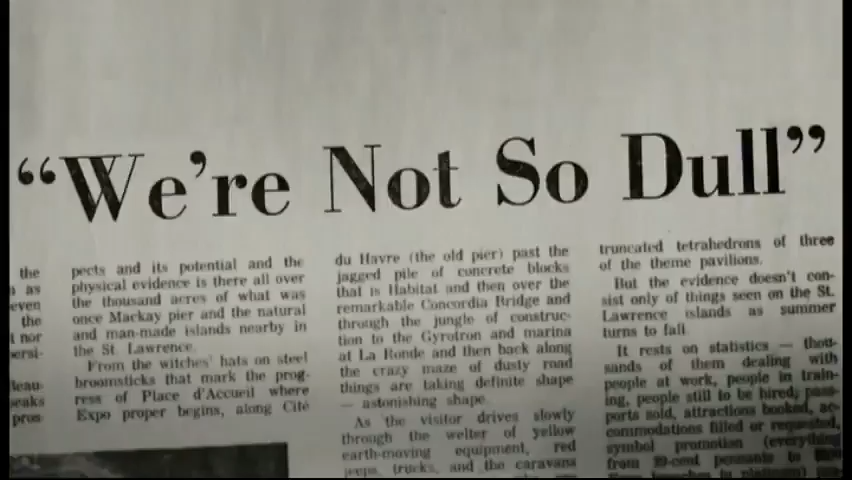 “We’re Not So Dull”
the
as
even
the
nor
pects and its potential and the
physical evidence is there all over
the thousand acres of what was
once Mackay pier and the natural
and man-made islands nearby in
the St. Lawrence.
From the witches' hats on steel
broomsticks that mark the prog-
ress of Place d'Accueil where
Expo proper begins, along Cité
du Havre (the old pier) past the
jagged pile of concrete blocks
that is Habitat and then over the
remarkable Concordia Bridge and
through the jungle of construc-
tion to the Gyrotron and marina
at La Ronde and then back along
the crazy maze of dusty road
things are taking definite shape
— astonishing shape.
As the visitor drives slowly
through the welter of yellow
earth-moving equipment, red
jeeps, trucks, and the caravans
truncated tetrahedrons of three
of the theme pavilions.
But the evidence doesn't con-
sist only of things seen on the St.
Lawrence islands as summer
turns to fall.
It rests on statistics — thou-
sands of them dealing with
people at work, people in train-
ing, people still to be hired, pass-
ports sold, attractions booked, ac-
commodations filled or requested,
symbol promotion (everything
from 29-cent pennants to